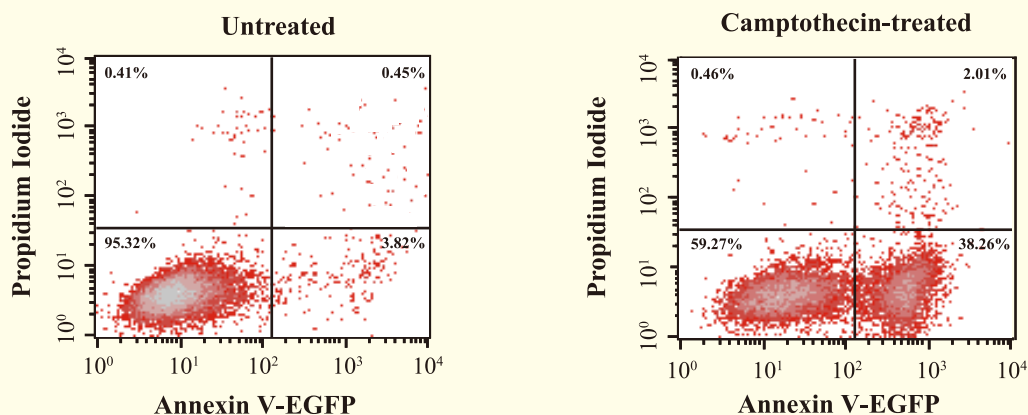 Untreated
0.41%
0.45%
95.32%
3.82%
Propidium Iodide
10⁴
10³
10²
10¹
10⁰
10⁰ 10¹ 10² 10³ 10⁴
Annexin V-EGFP
Camptothecin-treated
0.46%
2.01%
59.27%
38.26%
Propidium Iodide
10⁴
10³
10²
10¹
10⁰
10⁰ 10¹ 10² 10³ 10⁴
Annexin V-EGFP